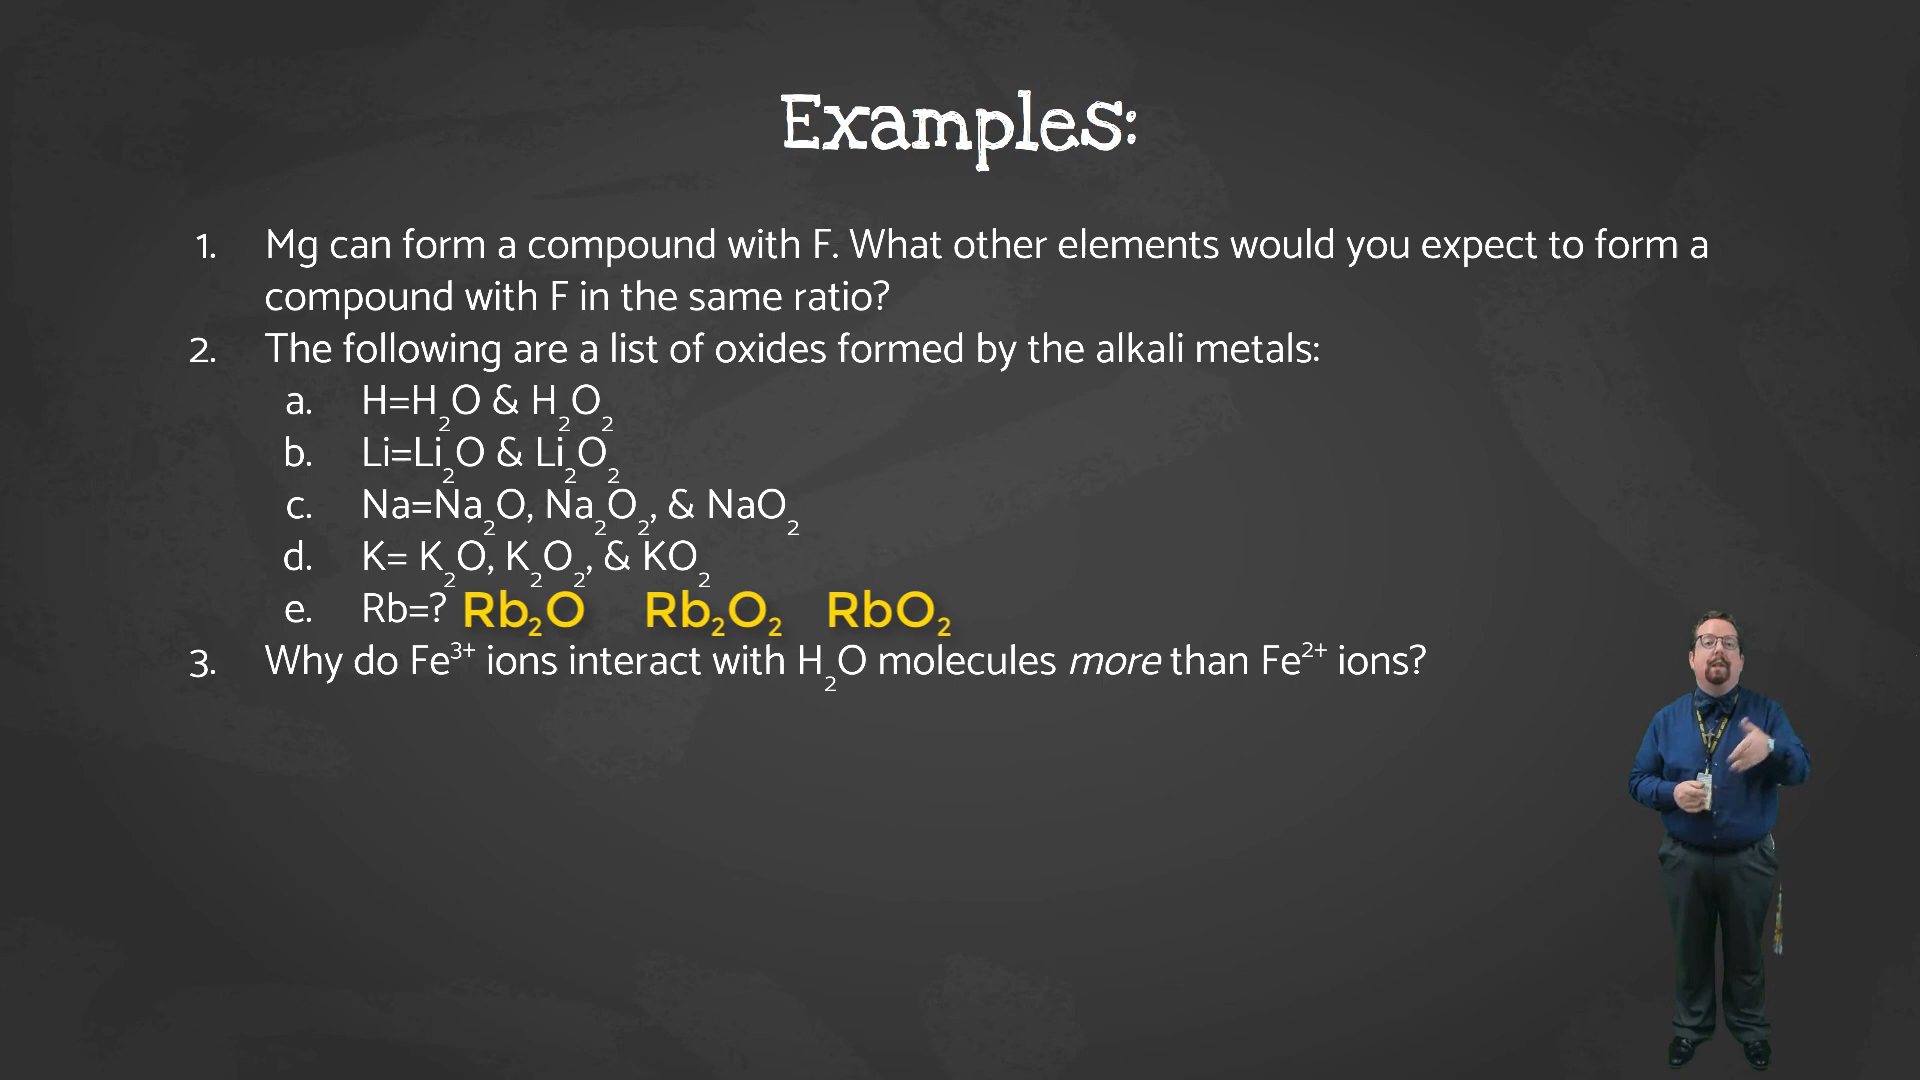 Examples:
1. Mg can form a compound with F. What other elements would you expect to form a
compound with F in the same ratio?
2. The following are a list of oxides formed by the alkali metals:
a. H=H₂O & H₂O₂
b. Li=Li₂O & Li₂O₂
c. Na=Na₂O, Na₂O₂, & NaO₂
d. K= K₂O, K₂O₂, & KO₂
e. Rb=? Rb₂O Rb₂O₂ RbO₂
3. Why do Fe³⁺ ions interact with H₂O molecules more than Fe²⁺ ions?